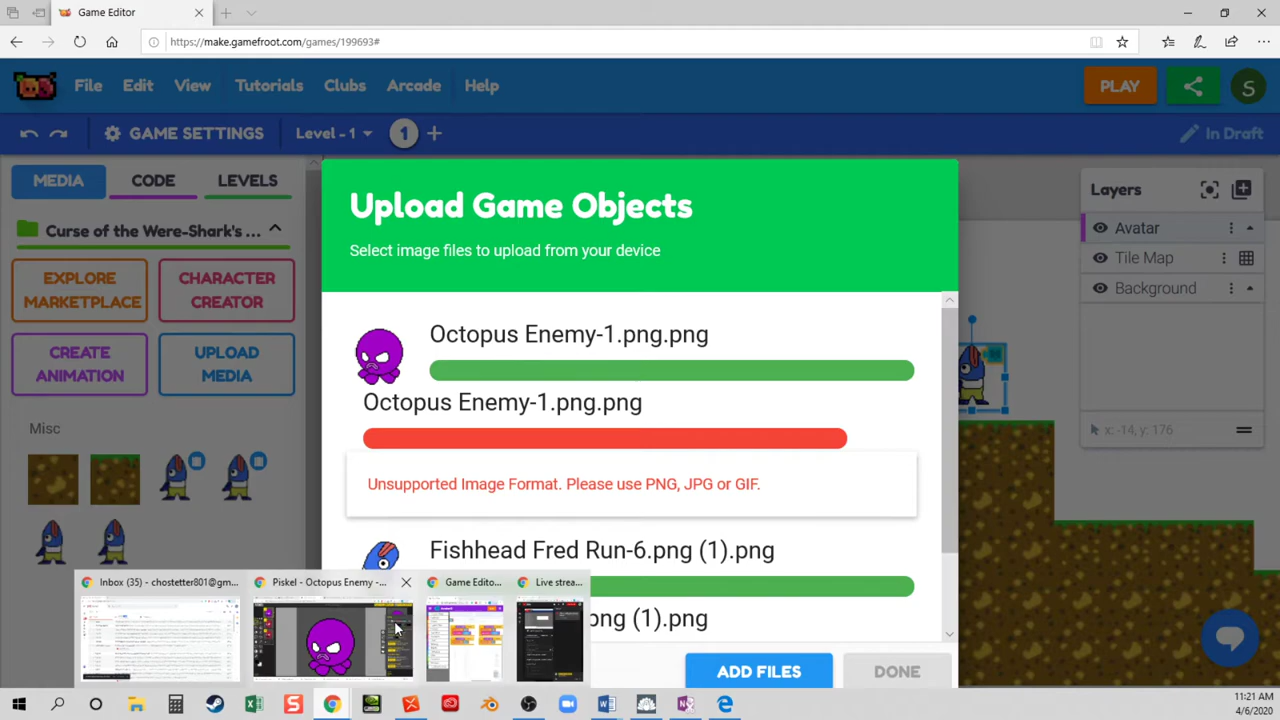 Game Editor
https://make.gamefroot.com/games/199693#
File Edit View Tutorials Clubs Arcade Help
PLAY
S
GAME SETTINGS
Level - 1
1
In Draft
MEDIA
CODE
LEVELS
Curse of the Were-Shark's ...
EXPLORE
MARKETPLACE
CHARACTER
CREATOR
CREATE
ANIMATION
UPLOAD
MEDIA
Misc
Upload Game Objects
Select image files to upload from your device
Octopus Enemy-1.png.png
Octopus Enemy-1.png.png
Unsupported Image Format. Please use PNG, JPG or GIF.
Fishhead Fred Run-6.png (1).png
png (1).png
ADD FILES
DONE
Layers
Avatar
Tile Map
Background
x: -14, y: 176
Inbox (35) - chostetter801@gm...
Piskel - Octopus Enemy -...
Game Edito...
Live strea...
11:21 AM
4/6/2020